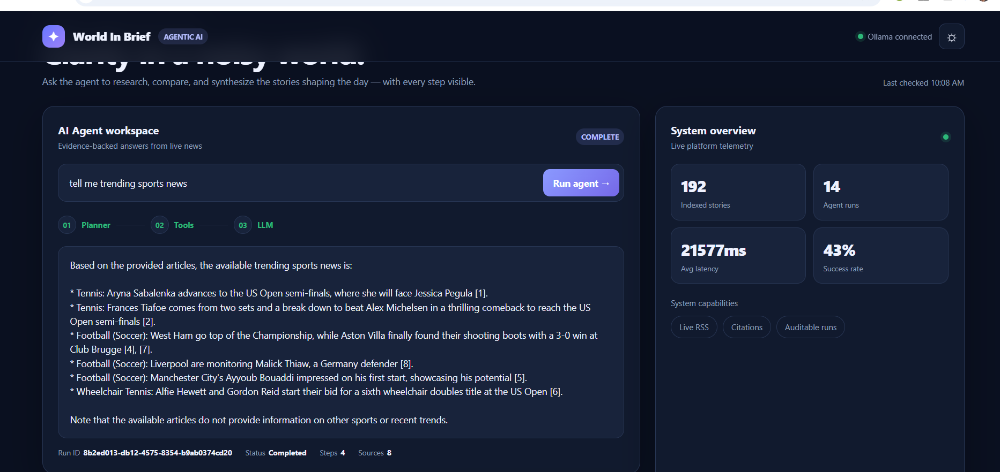 World In Brief
AGENTIC AI
Ollama connected
Clarity in a noisy world.
Ask the agent to research, compare, and synthesize the stories shaping the day — with every step visible.
Last checked 10:08 AM
AI Agent workspace
Evidence-backed answers from live news
COMPLETE
tell me trending sports news
Run agent →
01 Planner
02 Tools
03 LLM
Based on the provided articles, the available trending sports news is:
* Tennis: Aryna Sabalenka advances to the US Open semi-finals, where she will face Jessica Pegula [1].
* Tennis: Frances Tiafoe comes from two sets and a break down to beat Alex Michelsen in a thrilling comeback to reach the US
Open semi-finals [2].
* Football (Soccer): West Ham go top of the Championship, while Aston Villa finally found their shooting boots with a 3-0 win at
Club Brugge [4], [7].
* Football (Soccer): Liverpool are monitoring Malick Thiaw, a Germany defender [8].
* Football (Soccer): Manchester City's Ayyoub Bouaddi impressed on his first start, showcasing his potential [5].
* Wheelchair Tennis: Alfie Hewett and Gordon Reid start their bid for a sixth wheelchair doubles title at the US Open [6].
Note that the available articles do not provide information on other sports or recent trends.
Run ID 8b2ed013-db12-4575-8354-b9ab0374cd20 Status Completed Steps 4 Sources 8
System overview
Live platform telemetry
192
Indexed stories
14
Agent runs
21577ms
Avg latency
43%
Success rate
System capabilities
Live RSS
Citations
Auditable runs